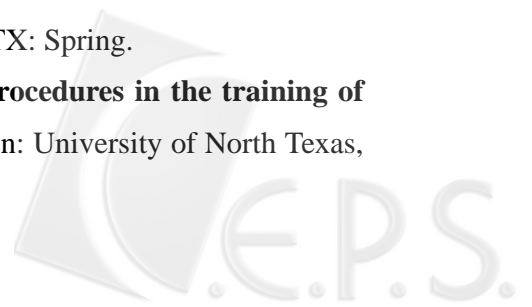 TX: Spring.
rocedures in the training of
n: University of North Texas,
C.E.P.S.